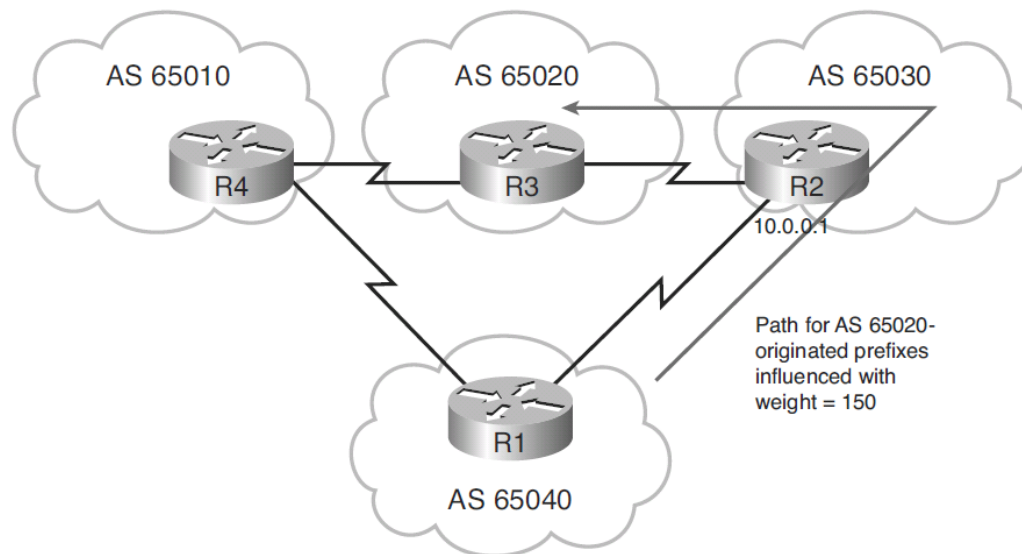 AS 65010
AS 65020
AS 65030
R4
R3
R2
10.0.0.1
Path for AS 65020-
originated prefixes
influenced with
weight = 150
R1
AS 65040